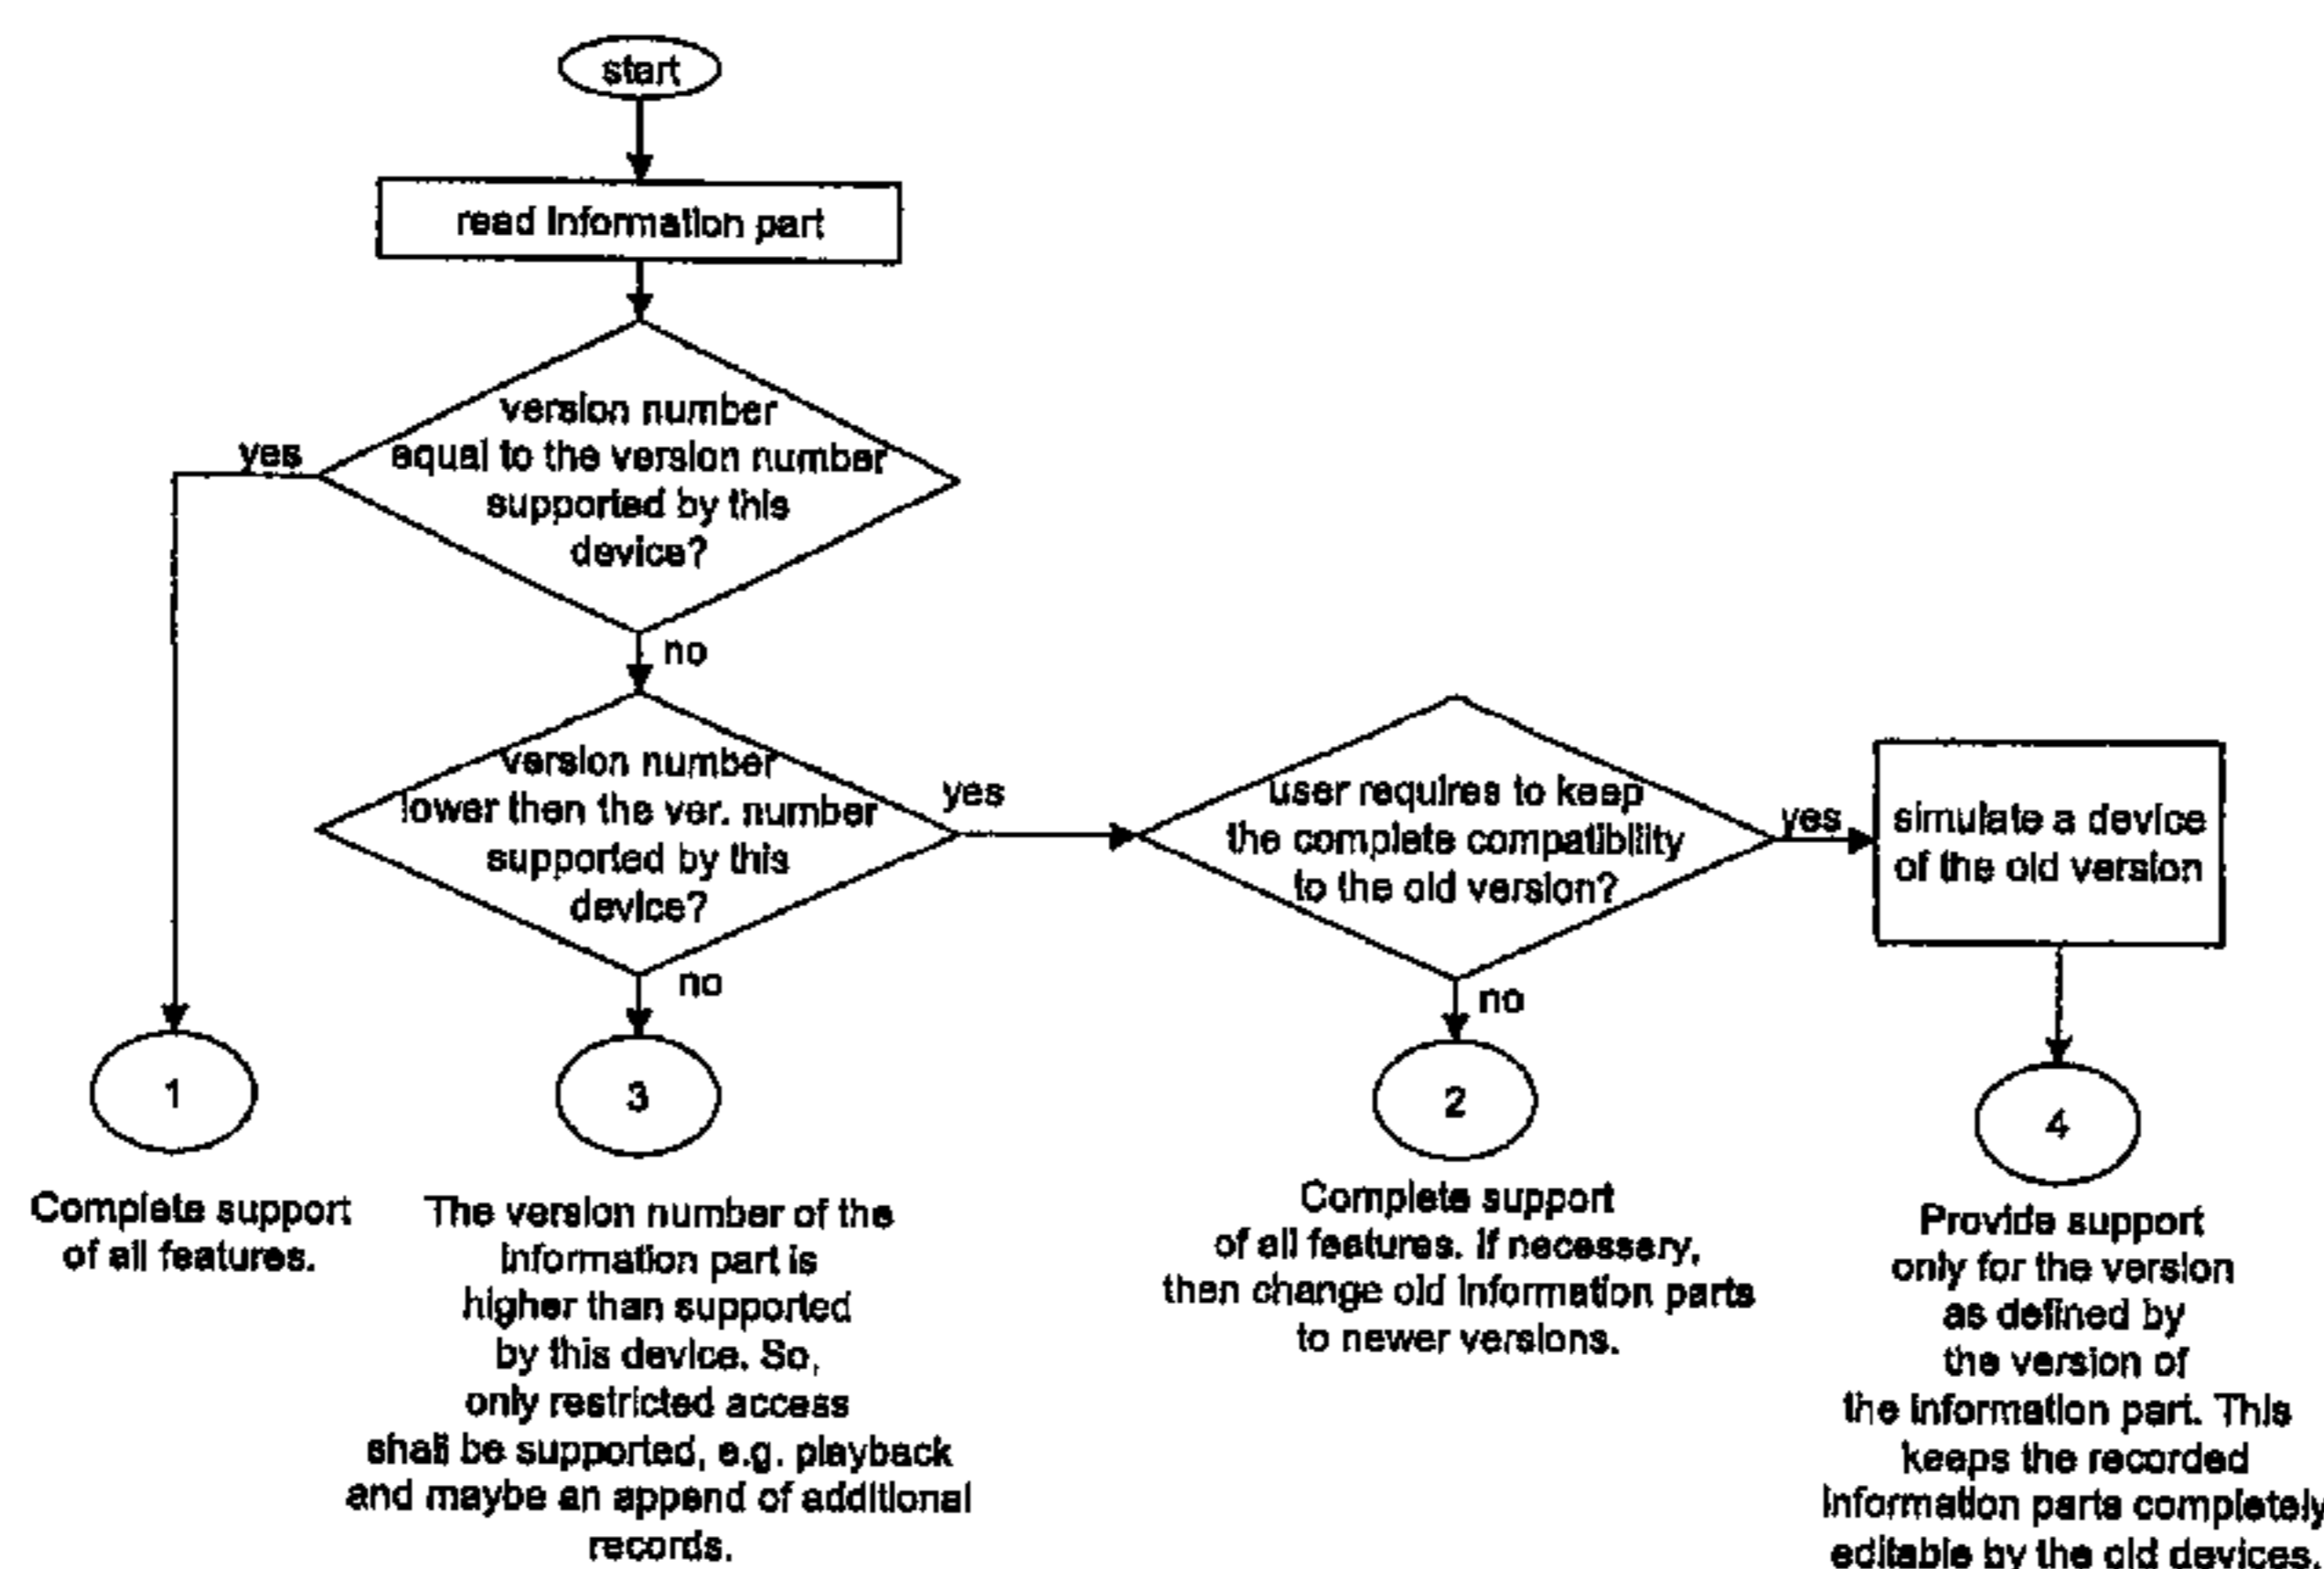 start
read information part
version number
equal to the version number
supported by this
device?
yes
no
version number
lower then the ver. number
supported by this
device?
yes
no
user requires to keep
the complete compatibility
to the old version?
yes
no
simulate a device
of the old version
1
Complete support
of all features.
3
The version number of the
information part is
higher than supported
by this device. So,
only restricted access
shall be supported, e.g. playback
and maybe an append of additional
records.
2
Complete support
of all features. If necessary,
then change old information parts
to newer versions.
4
Provide support
only for the version
as defined by
the version of
the information part. This
keeps the recorded
information parts completely
editable by the old devices.